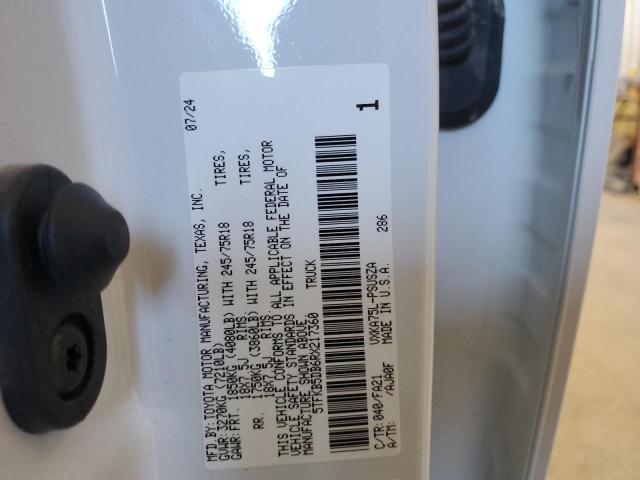 MFD.BY: TOYOTA MOTOR MANUFACTURING, TEXAS, INC. 07/24
GVWR:3270KG (7210LB)
GAWR:FRT. 1850KG (4080LB) WITH 245/75R18 TIRES,
18X7.5J RIMS.
RR. 1750KG (3860LB) WITH 245/75R18 TIRES,
18X7.5J RIMS.
THIS VEHICLE CONFORMS TO ALL APPLICABLE FEDERAL MOTOR
VEHICLE SAFETY STANDARDS IN EFFECT ON THE DATE OF
MANUFACTURE SHOWN ABOVE.
5TFKB5DB6RX217360 TRUCK
1
C/TR: 040/FA21 VXKA75L-PSUSZA 286
A/TM: /AJA0F MADE IN U.S.A.